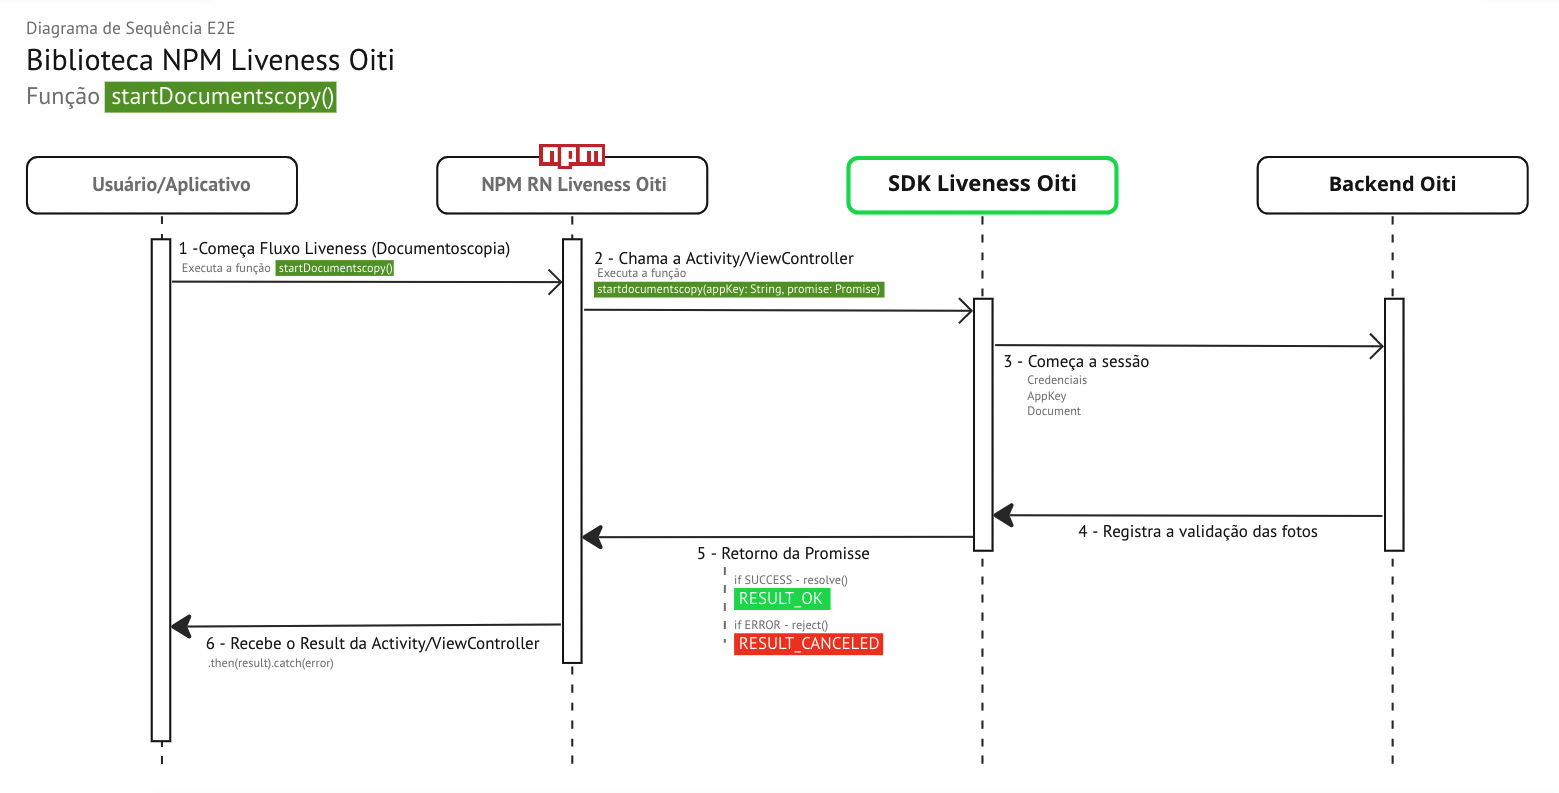 Diagrama de Sequência E2E
Biblioteca NPM Liveness Oiti
Função startDocumentscopy()
npm
Usuário/Aplicativo
NPM RN Liveness Oiti
SDK Liveness Oiti
Backend Oiti
1 -Começa Fluxo Liveness (Documentoscopia)
Executa a função startDocumentscopy()
2 - Chama a Activity/ViewController
Executa a função
startdocumentscopy(appKey: String, promise: Promise)
3 - Começa a sessão
Credenciais
AppKey
Document
4 - Registra a validação das fotos
5 - Retorno da Promisse
if SUCCESS - resolve()
RESULT_OK
if ERROR - reject()
RESULT_CANCELED
6 - Recebe o Result da Activity/ViewController
.then(result).catch(error)